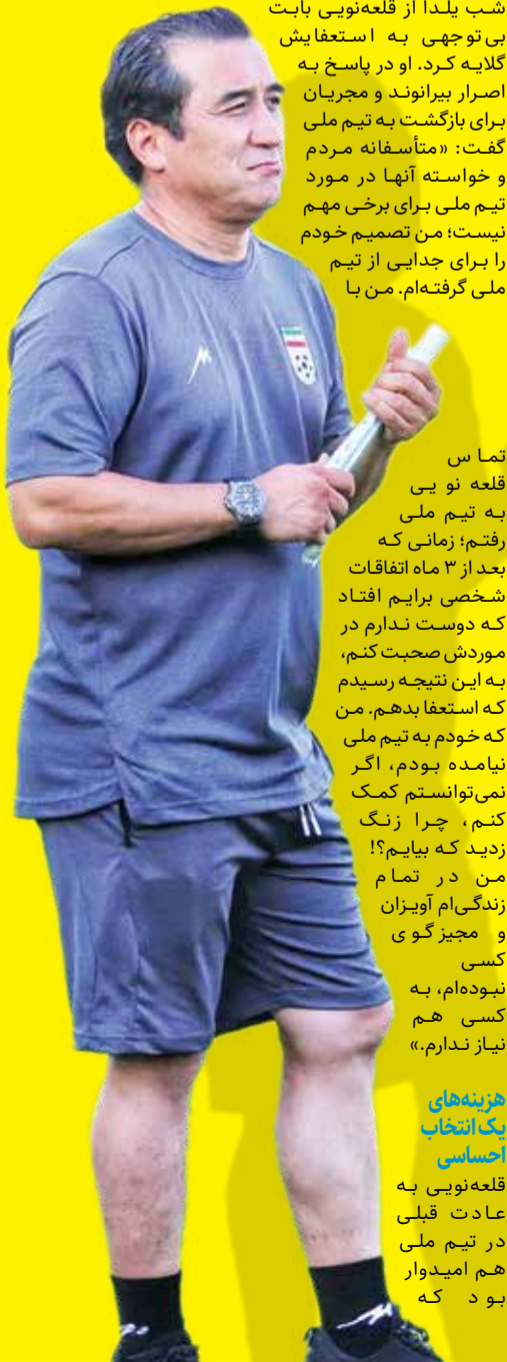 شب یلدا از قلعه‌نویی بابت
بی‌توجهی به استعفایش
گلایه کرد. او در پاسخ به
اصرار بیرانوند و مجریان
برای بازگشت به تیم ملی
گفت: «متأسفانه مردم
و خواسته آنها در مورد
تیم ملی برای برخی مهم
نیست؛ من تصمیم خودم
را برای جدایی از تیم
ملی گرفته‌ام. من با
تماس
قلعه نویی
به تیم ملی
رفتم؛ زمانی که
بعد از ۳ ماه اتفاقات
شخصی برایم افتاد
که دوست ندارم در
موردش صحبت کنم،
به این نتیجه رسیدم
که استعفا بدهم. من
که خودم به تیم ملی
نیامده بودم، اگر
نمی‌توانستم کمک
کنم، چرا زنگ
زدید که بیایم؟!
من در تمام
زندگی‌ام آویزان
و مجیزگوی
کسی
نبوده‌ام، به
کسی هم
نیاز ندارم.»
هزینه‌های
یک انتخاب
احساسی
قلعه‌نویی به
عادت قبلی
در تیم ملی
هم امیدوار
بود که